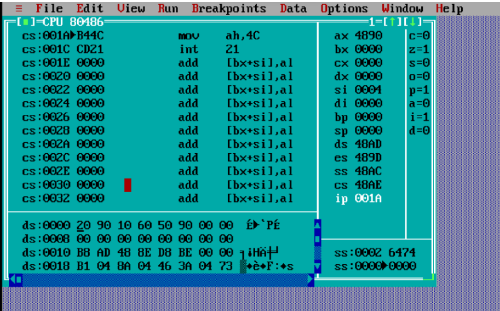 ≡ File Edit View Run Breakpoints Data Options Window Help
[■]=CPU 80486 1=[↑][↓]
cs:001A▶B44C mov ah,4C ax 4890 c=0
cs:001C CD21 int 21 bx 0000 z=1
cs:001E 0000 add [bx+si],al cx 0000 s=0
cs:0020 0000 add [bx+si],al dx 0000 o=0
cs:0022 0000 add [bx+si],al si 0004 p=1
cs:0024 0000 add [bx+si],al di 0000 a=0
cs:0026 0000 add [bx+si],al bp 0000 i=1
cs:0028 0000 add [bx+si],al sp 0000 d=0
cs:002A 0000 add [bx+si],al ds 48AD
cs:002C 0000 add [bx+si],al es 489D
cs:002E 0000 add [bx+si],al ss 48AC
cs:0030 0000 add [bx+si],al cs 48AE
cs:0032 0000 add [bx+si],al ip 001A
ds:0000 20 90 10 60 50 90 00 00 É►`PÉ
ds:0008 00 00 00 00 00 00 00 00
ds:0010 B8 AD 48 8E D8 BE 00 00 ╕¡HÄ╪╛ ss:0002 6474
ds:0018 B1 04 8A 04 46 3A 04 73 ▒♦è♦F:♦s ss:0000▶0000